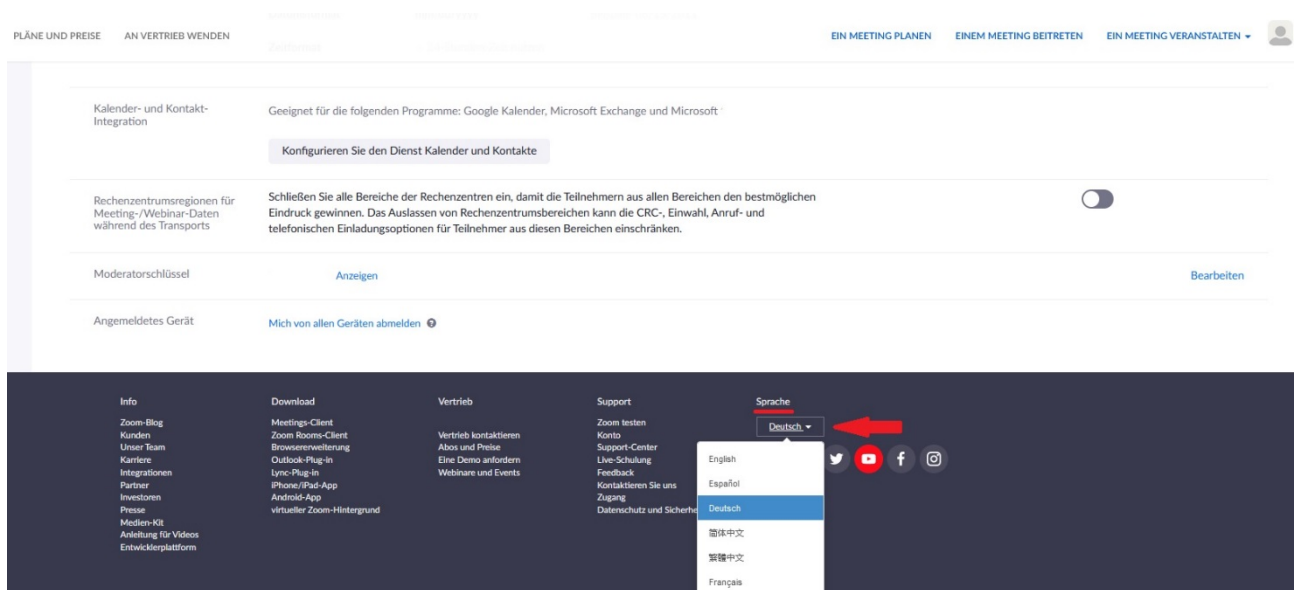 PLÄNE UND PREISE AN VERTRIEB WENDEN EIN MEETING PLANEN EINEM MEETING BEITRETEN EIN MEETING VERANSTALTEN
Kalender- und Kontakt-
Integration
Geeignet für die folgenden Programme: Google Kalender, Microsoft Exchange und Microsoft
Konfigurieren Sie den Dienst Kalender und Kontakte
Rechenzentrumsregionen für
Meeting-/Webinar-Daten
während des Transports
Schließen Sie alle Bereiche der Rechenzentren ein, damit die Teilnehmern aus allen Bereichen den bestmöglichen
Eindruck gewinnen. Das Auslassen von Rechenzentrumsbereichen kann die CRC-, Einwahl, Anruf- und
telefonischen Einladungsoptionen für Teilnehmer aus diesen Bereichen einschränken.
Moderatorschlüssel Anzeigen Bearbeiten
Angemeldetes Gerät Mich von allen Geräten abmelden
Info
Zoom-Blog
Kunden
Unser Team
Karriere
Integrationen
Partner
Investoren
Presse
Medien-Kit
Anleitung für Videos
Entwicklerplattform
Download
Meetings-Client
Zoom Rooms-Client
Browsererweiterung
Outlook-Plug-in
Lync-Plug-in
iPhone/iPad-App
Android-App
virtueller Zoom-Hintergrund
Vertrieb
Vertrieb kontaktieren
Abos und Preise
Eine Demo anfordern
Webinare und Events
Support
Zoom testen
Konto
Support-Center
Live-Schulung
Feedback
Kontaktieren Sie uns
Zugang
Datenschutz und Sicherhe
Sprache
Deutsch
English
Español
Deutsch
简体中文
繁體中文
Français